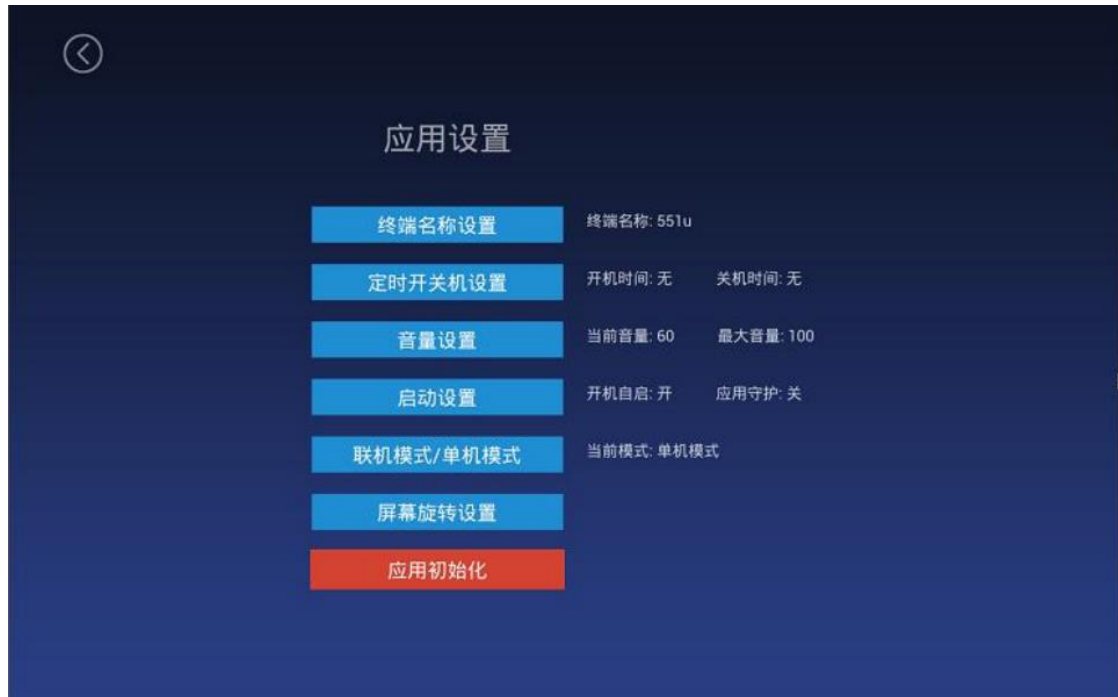 应用设置
终端名称设置 终端名称: 551u
定时开关机设置 开机时间: 无 关机时间: 无
音量设置 当前音量: 60 最大音量: 100
启动设置 开机自启: 开 应用守护: 关
联机模式/单机模式 当前模式: 单机模式
屏幕旋转设置
应用初始化